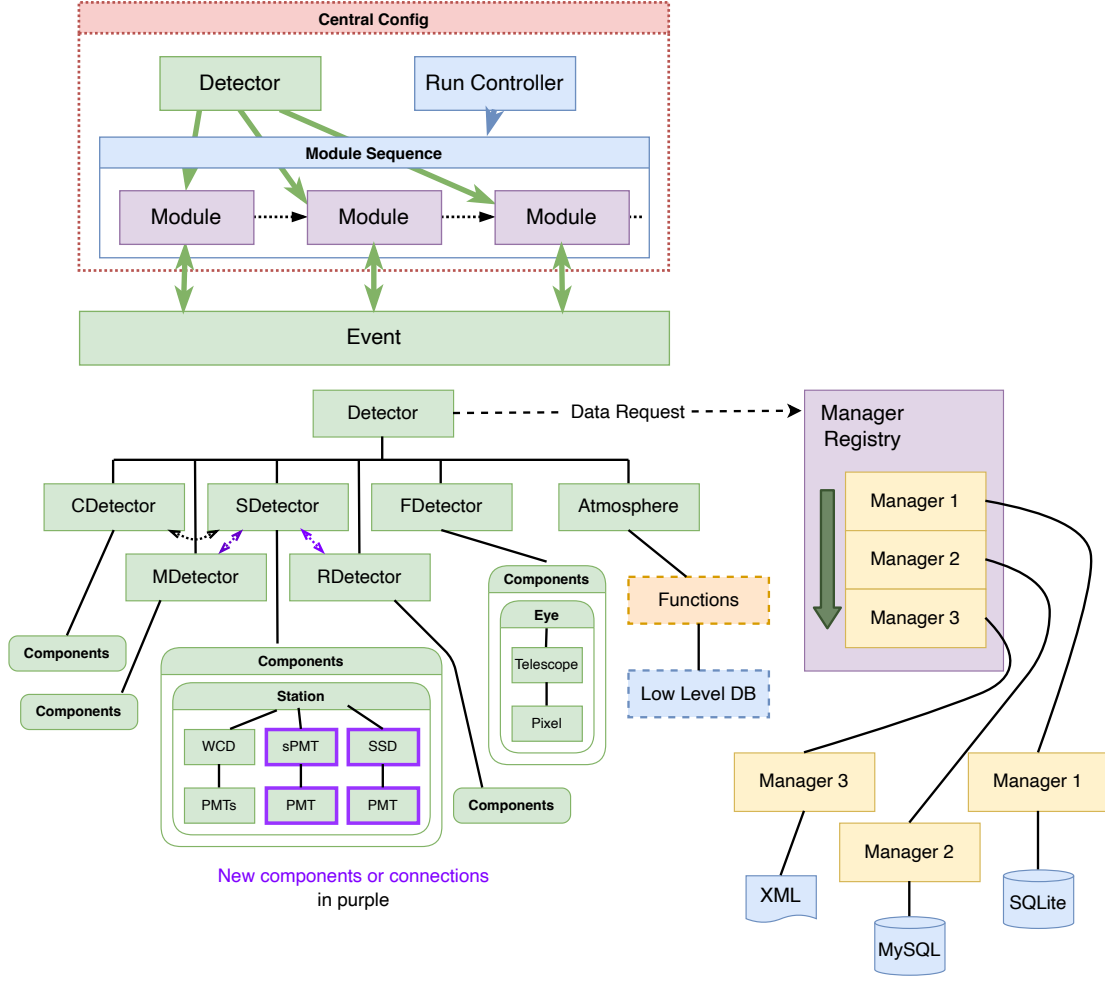 Central Config
Detector
Run Controller
Module Sequence
Module
Module
Module
Event
Detector
Data Request
Manager
Registry
Manager 1
Manager 2
Manager 3
CDetector
SDetector
FDetector
Atmosphere
MDetector
RDetector
Components
Components
Components
Eye
Telescope
Pixel
Functions
Low Level DB
Components
Station
WCD
sPMT
SSD
PMTs
PMT
PMT
Components
New components or connections
in purple
Manager 3
Manager 1
Manager 2
XML
SQLite
MySQL